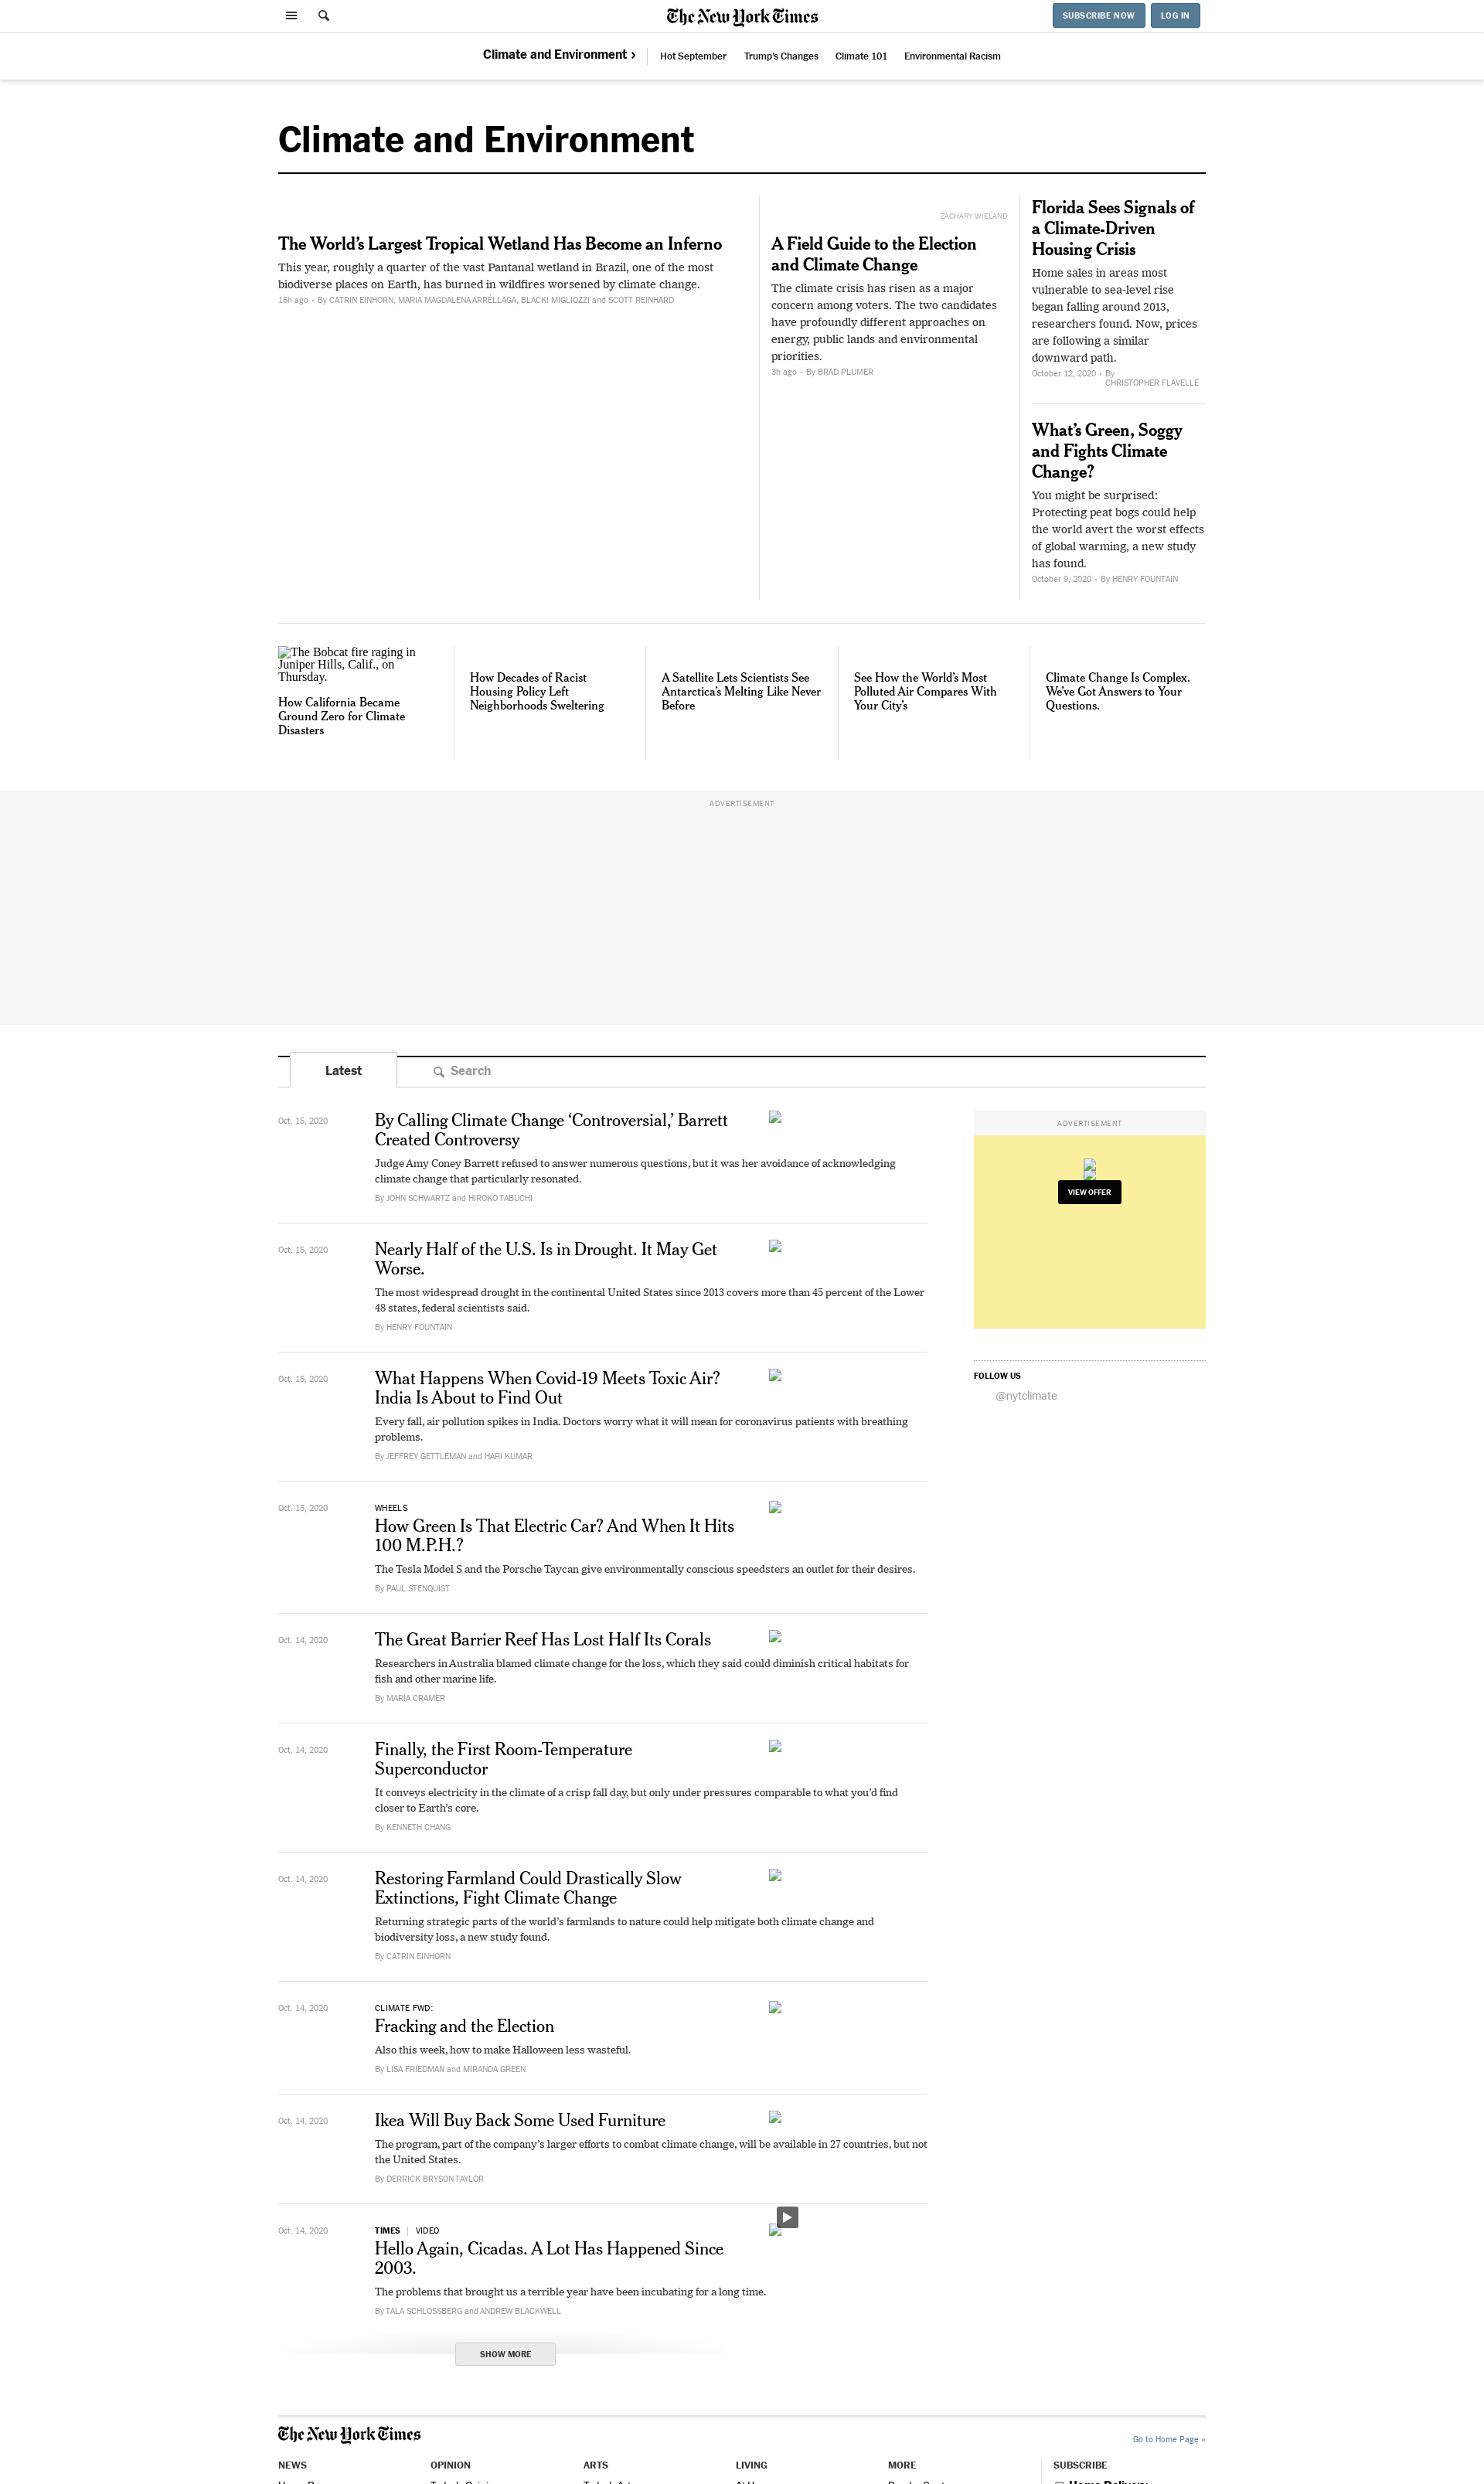 The New York Times
SUBSCRIBE NOW
LOG IN
Climate and Environment ›
Hot September
Trump's Changes
Climate 101
Environmental Racism
Climate and Environment
The World's Largest Tropical Wetland Has Become an Inferno
This year, roughly a quarter of the vast Pantanal wetland in Brazil, one of the most
biodiverse places on Earth, has burned in wildfires worsened by climate change.
15h ago • By CATRIN EINHORN, MARIA MAGDALENA ARRÉLLAGA, BLACKI MIGLIOZZI and SCOTT REINHARD
ZACHARY WIELAND
A Field Guide to the Election
and Climate Change
The climate crisis has risen as a major
concern among voters. The two candidates
have profoundly different approaches on
energy, public lands and environmental
priorities.
3h ago • By BRAD PLUMER
Florida Sees Signals of
a Climate-Driven
Housing Crisis
Home sales in areas most
vulnerable to sea-level rise
began falling around 2013,
researchers found. Now, prices
are following a similar
downward path.
October 12, 2020 • By
CHRISTOPHER FLAVELLE
What's Green, Soggy
and Fights Climate
Change?
You might be surprised:
Protecting peat bogs could help
the world avert the worst effects
of global warming, a new study
has found.
October 9, 2020 • By HENRY FOUNTAIN
The Bobcat fire raging in
Juniper Hills, Calif., on
Thursday.
How California Became
Ground Zero for Climate
Disasters
How Decades of Racist
Housing Policy Left
Neighborhoods Sweltering
A Satellite Lets Scientists See
Antarctica's Melting Like Never
Before
See How the World's Most
Polluted Air Compares With
Your City's
Climate Change Is Complex.
We've Got Answers to Your
Questions.
ADVERTISEMENT
Latest
Search
Oct. 15, 2020
By Calling Climate Change ‘Controversial,’ Barrett
Created Controversy
Judge Amy Coney Barrett refused to answer numerous questions, but it was her avoidance of acknowledging
climate change that particularly resonated.
By JOHN SCHWARTZ and HIROKO TABUCHI
Oct. 15, 2020
Nearly Half of the U.S. Is in Drought. It May Get
Worse.
The most widespread drought in the continental United States since 2013 covers more than 45 percent of the Lower
48 states, federal scientists said.
By HENRY FOUNTAIN
Oct. 15, 2020
What Happens When Covid-19 Meets Toxic Air?
India Is About to Find Out
Every fall, air pollution spikes in India. Doctors worry what it will mean for coronavirus patients with breathing
problems.
By JEFFREY GETTLEMAN and HARI KUMAR
Oct. 15, 2020
WHEELS
How Green Is That Electric Car? And When It Hits
100 M.P.H.?
The Tesla Model S and the Porsche Taycan give environmentally conscious speedsters an outlet for their desires.
By PAUL STENQUIST
Oct. 14, 2020
The Great Barrier Reef Has Lost Half Its Corals
Researchers in Australia blamed climate change for the loss, which they said could diminish critical habitats for
fish and other marine life.
By MARIA CRAMER
Oct. 14, 2020
Finally, the First Room-Temperature
Superconductor
It conveys electricity in the climate of a crisp fall day, but only under pressures comparable to what you'd find
closer to Earth's core.
By KENNETH CHANG
Oct. 14, 2020
Restoring Farmland Could Drastically Slow
Extinctions, Fight Climate Change
Returning strategic parts of the world's farmlands to nature could help mitigate both climate change and
biodiversity loss, a new study found.
By CATRIN EINHORN
Oct. 14, 2020
CLIMATE FWD:
Fracking and the Election
Also this week, how to make Halloween less wasteful.
By LISA FRIEDMAN and MIRANDA GREEN
Oct. 14, 2020
Ikea Will Buy Back Some Used Furniture
The program, part of the company's larger efforts to combat climate change, will be available in 27 countries, but not
the United States.
By DERRICK BRYSON TAYLOR
Oct. 14, 2020
TIMES | VIDEO
Hello Again, Cicadas. A Lot Has Happened Since
2003.
The problems that brought us a terrible year have been incubating for a long time.
By TALA SCHLOSSBERG and ANDREW BLACKWELL
SHOW MORE
ADVERTISEMENT
VIEW OFFER
FOLLOW US
@nytclimate
The New York Times
Go to Home Page »
NEWS
OPINION
ARTS
LIVING
MORE
SUBSCRIBE